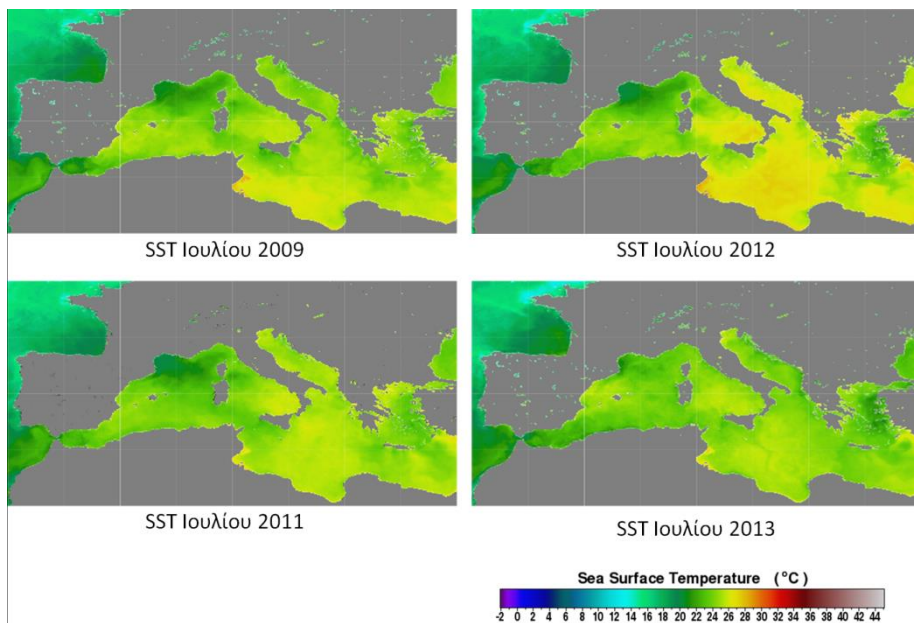 SST Ιουλίου 2009
SST Ιουλίου 2012
SST Ιουλίου 2011
SST Ιουλίου 2013
Sea Surface Temperature (°C)
-2 0 2 4 6 8 10 12 14 16 18 20 22 24 26 28 30 32 34 36 38 40 42 44